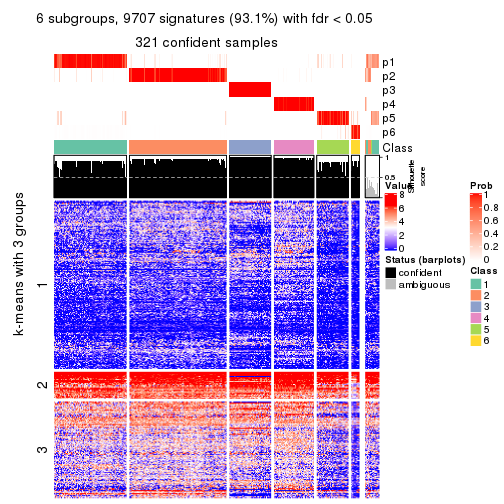 6 subgroups, 9707 signatures (93.1%) with fdr < 0.05
321 confident samples
p1
p2
p3
p4
p5
p6
Class
1
0.5
0
Silhouette
score
k-means with 3 groups
1
2
3
Value
8
6
4
2
0
Status (barplots)
confident
ambiguous
Prob
1
0.8
0.6
0.4
0.2
0
Class
1
2
3
4
5
6